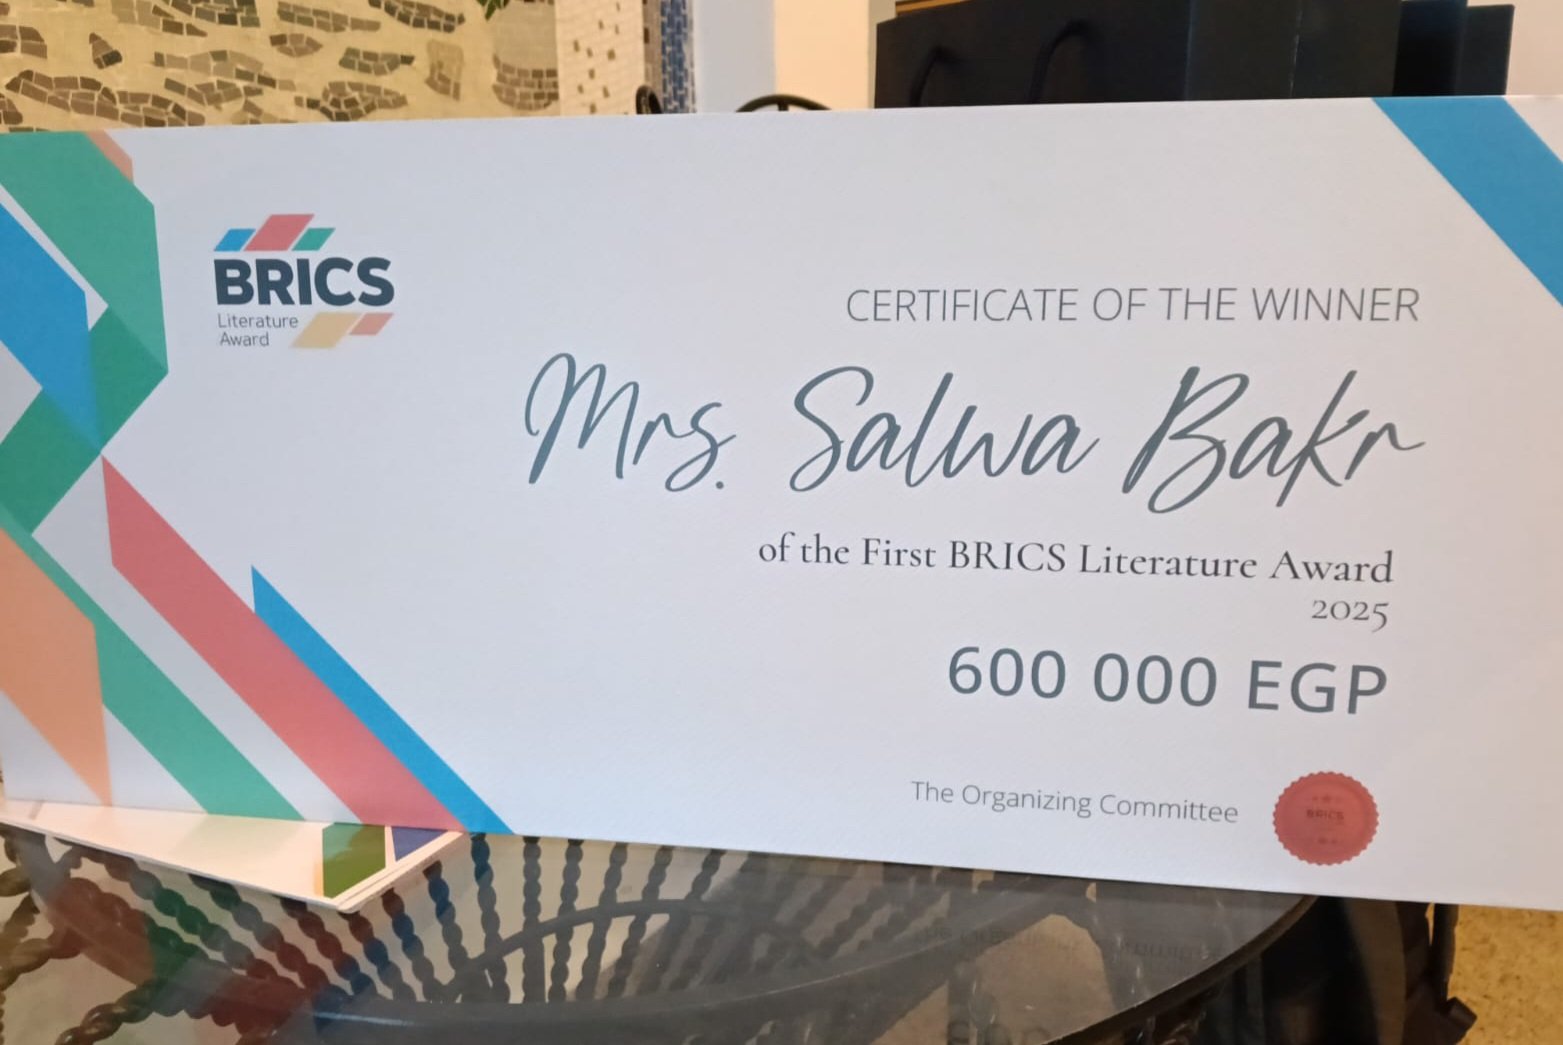 BRICS
Literature
Award
CERTIFICATE OF THE WINNER
Mrs. Salwa Bakr
of the First BRICS Literature Award
2025
600 000 EGP
The Organizing Committee
BRICS